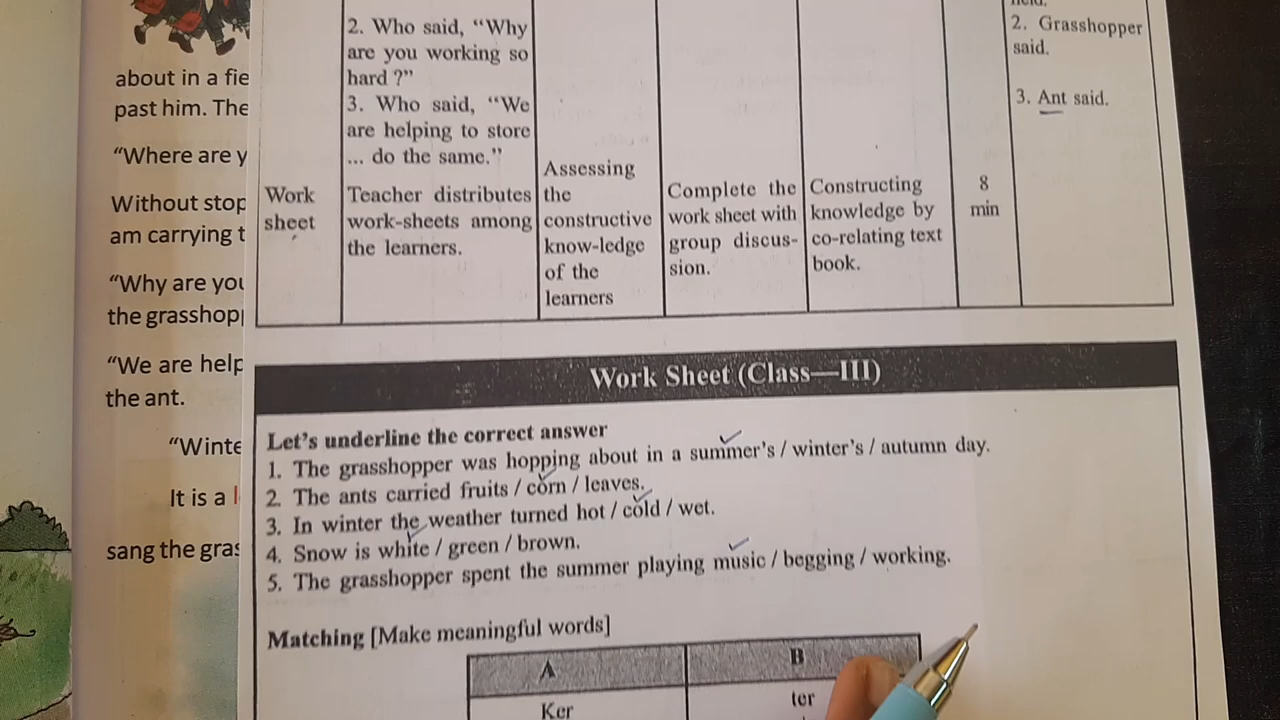 about in a fie
past him. The
"Where are y
Without stop
am carrying t
"Why are you
the grasshop
"We are help
the ant.
"Winte
It is a l
sang the gras
2. Who said, "Why
are you working so
hard ?"
3. Who said, "We
are helping to store
... do the same."
2. Grasshopper
said.
3. Ant said.
Work
sheet
Teacher distributes
work-sheets among
the learners.
Assessing
the
constructive
know-ledge
of the
learners
Complete the
work sheet with
group discus-
sion.
Constructing
knowledge by
co-relating text
book.
8
min
Work Sheet (Class—III)
Let's underline the correct answer
1. The grasshopper was hopping about in a summer's / winter's / autumn day.
2. The ants carried fruits / corn / leaves.
3. In winter the weather turned hot / cold / wet.
4. Snow is white / green / brown.
5. The grasshopper spent the summer playing music / begging / working.
Matching [Make meaningful words]
A B
Ker ter